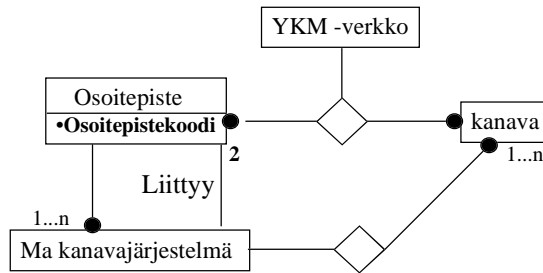 YKM -verkko
Osoitepiste
•Osoitepistekoodi
kanava
2
1...n
Liittyy
1...n
Ma kanavajärjestelmä